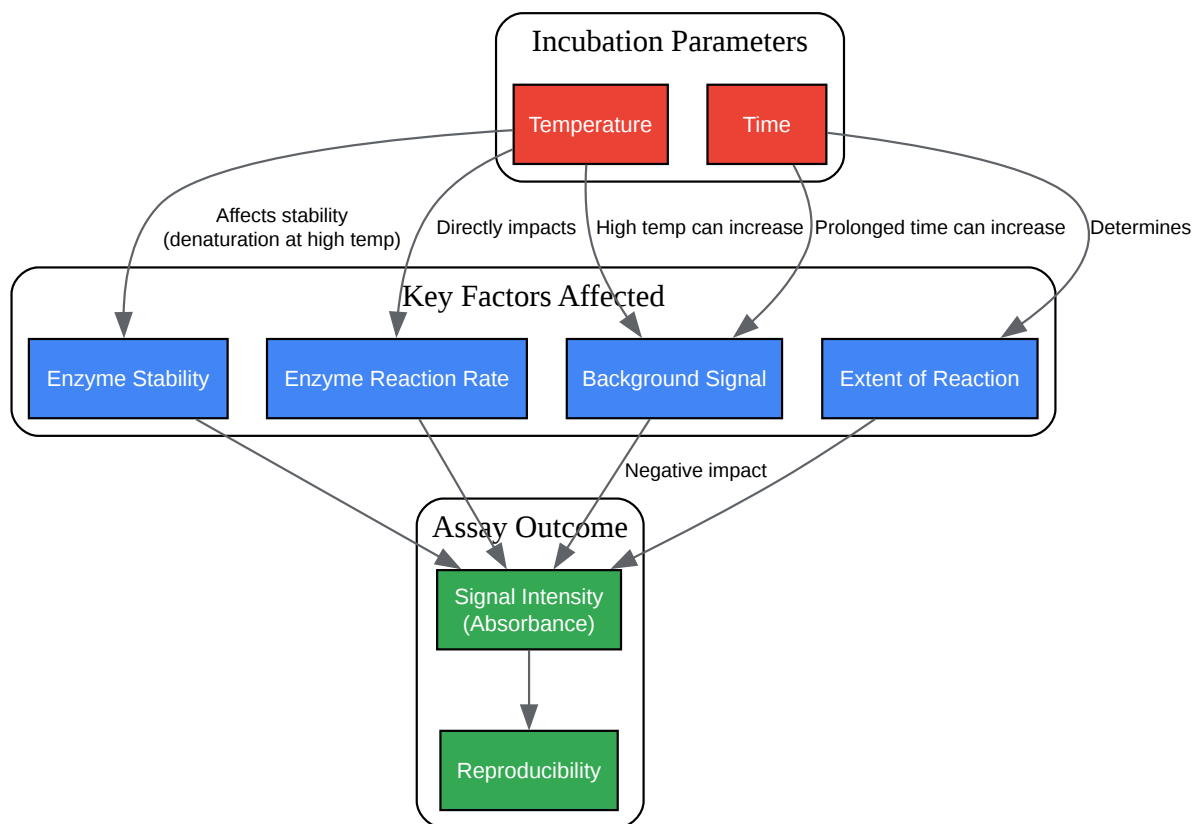 Incubation Parameters
Temperature
Time
Affects stability
(denaturation at high temp)
Directly impacts
High temp can increase
Prolonged time can increase
Determines
Key Factors Affected
Enzyme Stability
Enzyme Reaction Rate
Background Signal
Extent of Reaction
Negative impact
Assay Outcome
Signal Intensity
(Absorbance)
Reproducibility